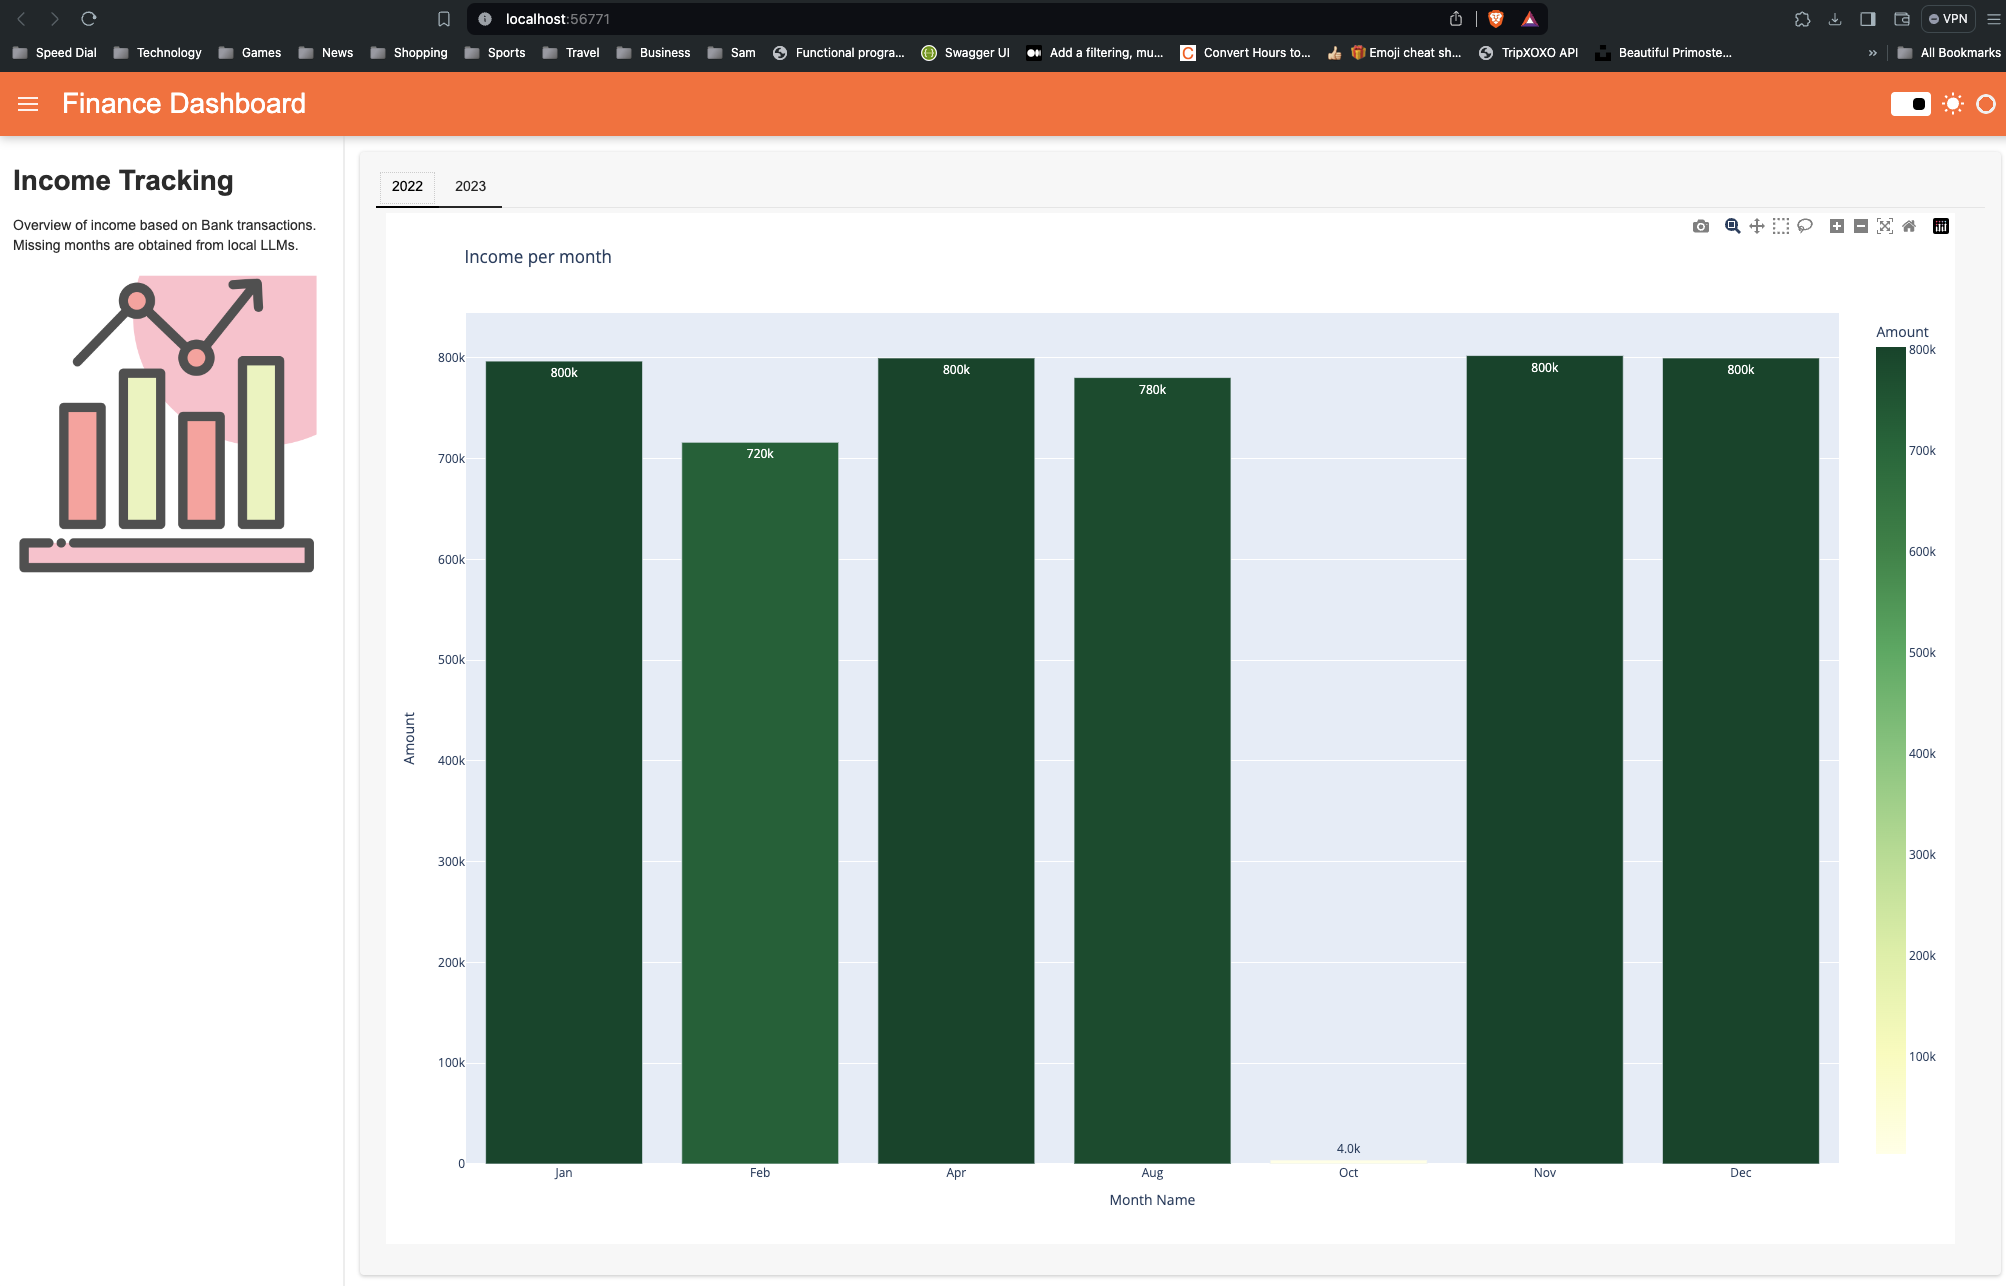 localhost:56771
VPN
Speed Dial Technology Games News Shopping Sports Travel Business Sam Functional progra... Swagger UI Add a filtering, mu... Convert Hours to... Emoji cheat sh... TripXOXO API Beautiful Primoste... » All Bookmarks
Finance Dashboard
Income Tracking
Overview of income based on Bank transactions.
Missing months are obtained from local LLMs.
2022 2023
Income per month
Amount
800k
700k
600k
500k
400k
300k
200k
100k
0
800k
720k
800k
780k
4.0k
800k
800k
Jan Feb Apr Aug Oct Nov Dec
Month Name
Amount
800k
700k
600k
500k
400k
300k
200k
100k